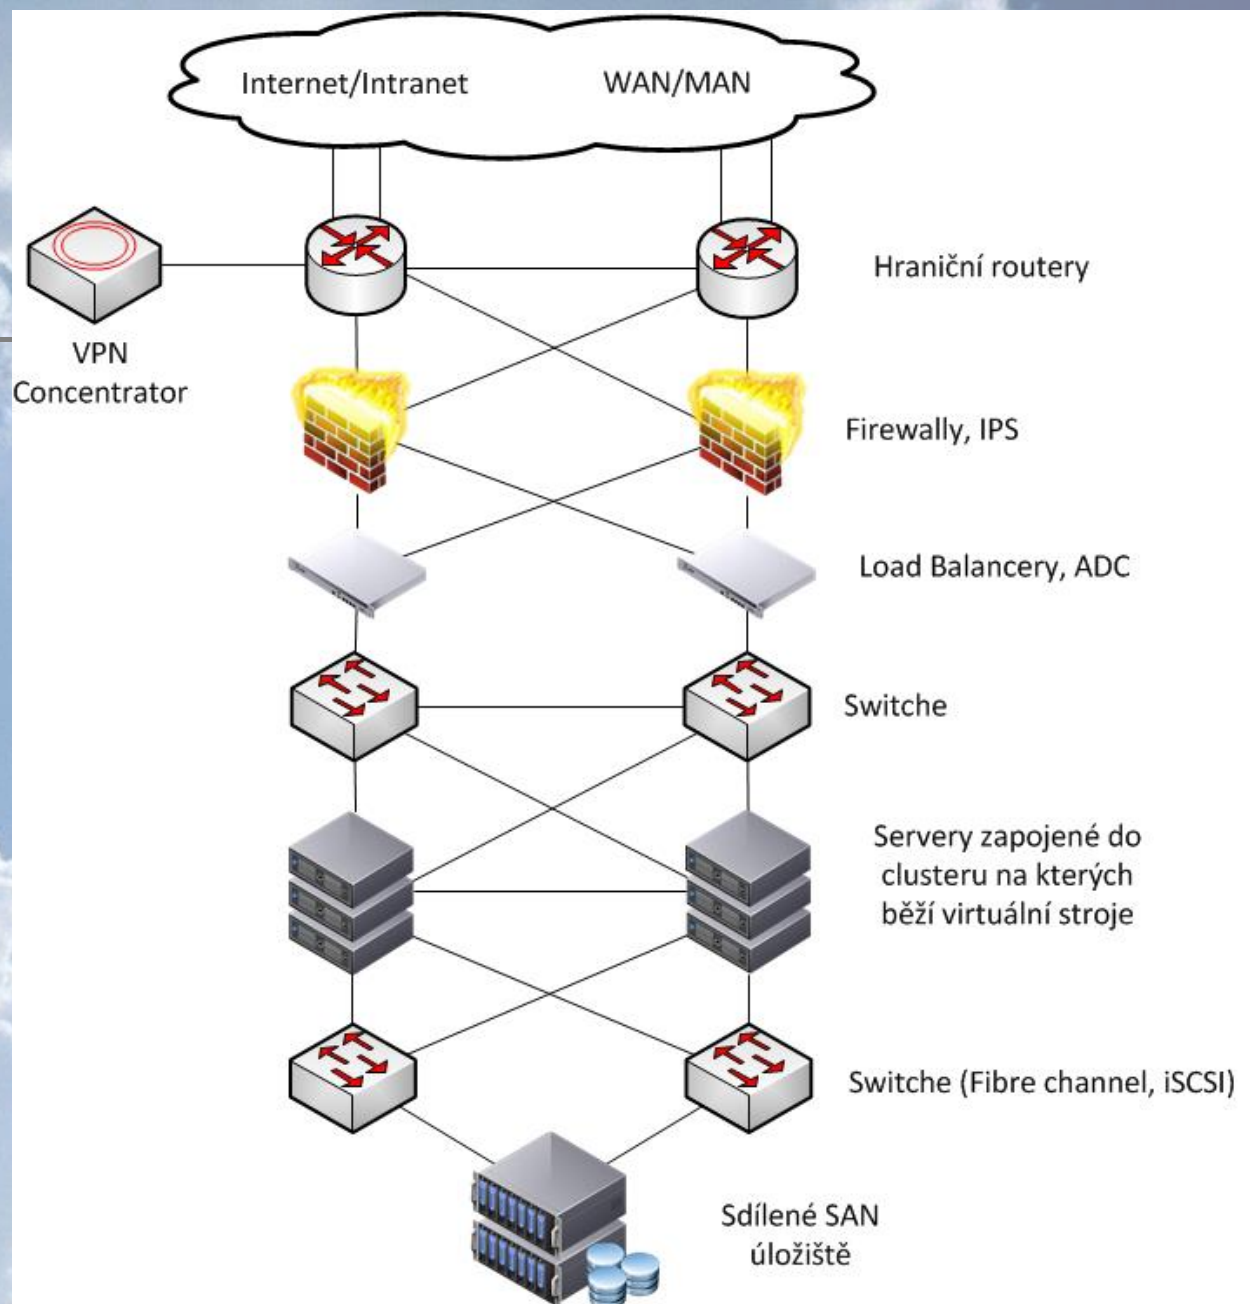 Internet/Intranet WAN/MAN
Hraniční routery
VPN
Concentrator
Firewally, IPS
Load Balancery, ADC
Switche
Servery zapojené do
clusteru na kterých
běží virtuální stroje
Switche (Fibre channel, iSCSI)
Sdílené SAN
úložiště